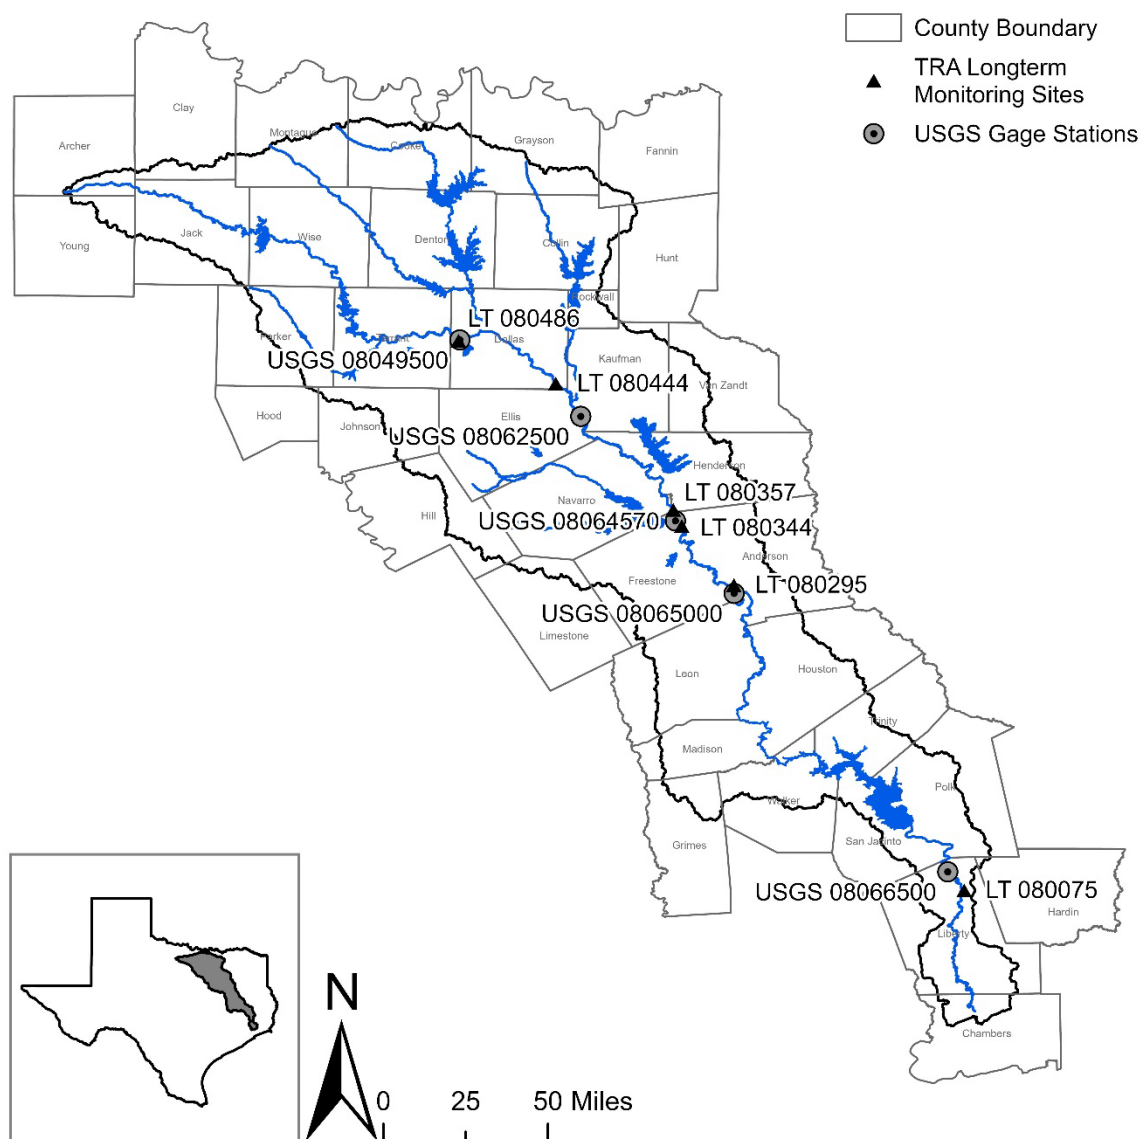 County Boundary
TRA Longterm
Monitoring Sites
USGS Gage Stations
Clay
Montague
Cooke
Grayson
Archer
Fannin
Young
Jack
Wise
Denton
Collin
Hunt
Rockwall
LT 080486
Parker
Tarrant
Dallas
USGS 08049500
Kaufman
LT 080444
Van Zandt
Hood
Johnson
Ellis
USGS 08062500
Henderson
LT 080357
Navarro
Hill
USGS 08064570
LT 080344
Anderson
Freestone
LT 080295
USGS 08065000
Limestone
Leon
Houston
Trinity
Madison
Polk
Walker
Grimes
San Jacinto
USGS 08066500
LT 080075
Hardin
Liberty
Chambers
N
0 25 50 Miles